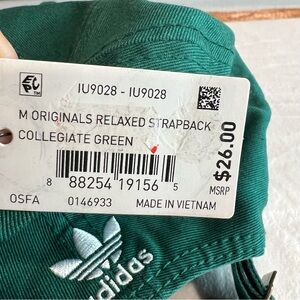 IU9028 - IU9028
M ORIGINALS RELAXED STRAPBACK
COLLEGIATE GREEN
8 88254 19156 5
$26.00
MSRP
OSFA 0146933 MADE IN VIETNAM
adidas